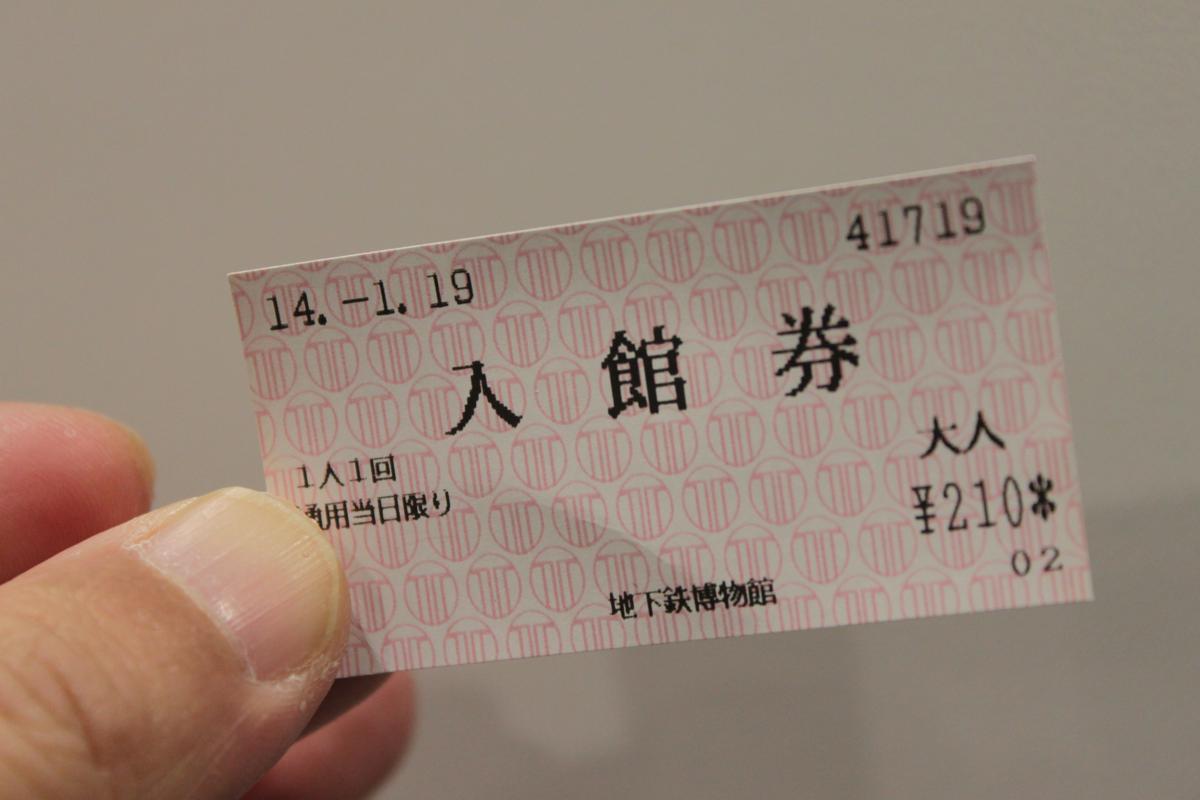 14.-1.19
41719
入館券
大人
1人1回
通用当日限り
¥210*
02
地下鉄博物館